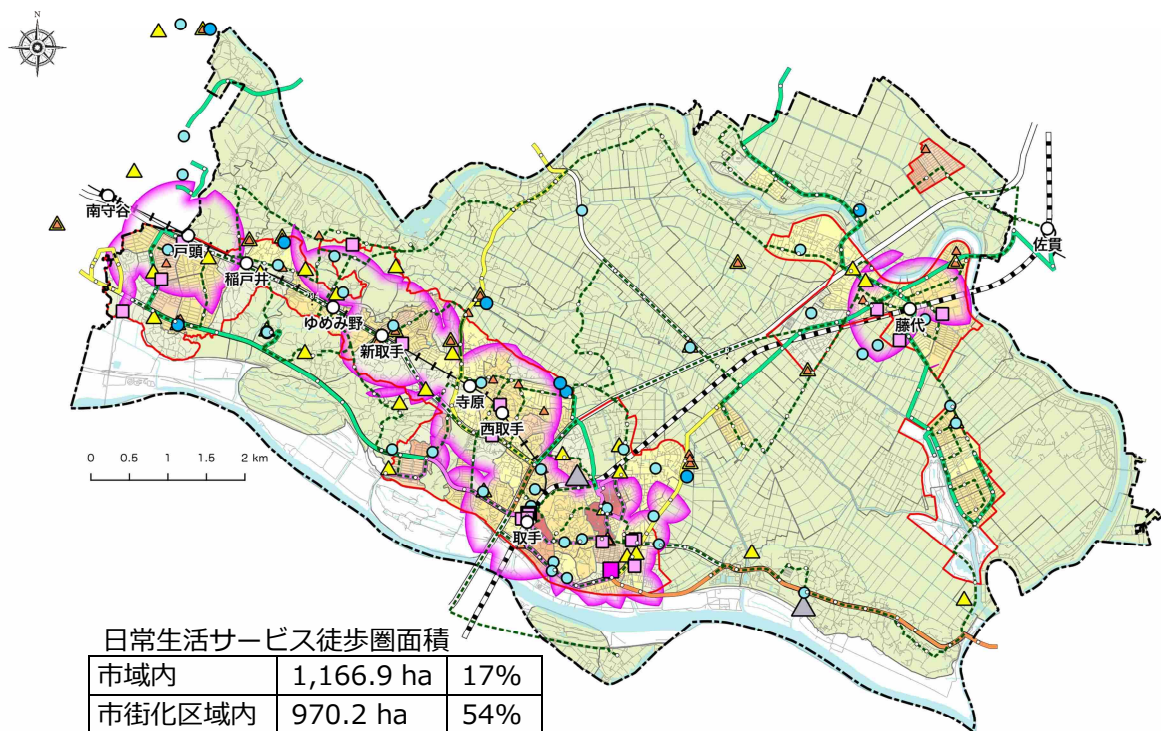 N
南守谷
戸頭
稲戸井
ゆめみ野
新取手
寺原
西取手
取手
藤代
佐貫
0 0.5 1 1.5 2 km
日常生活サービス徒歩圏面積
市域内 1,166.9 ha 17%
市街化区域内 970.2 ha 54%